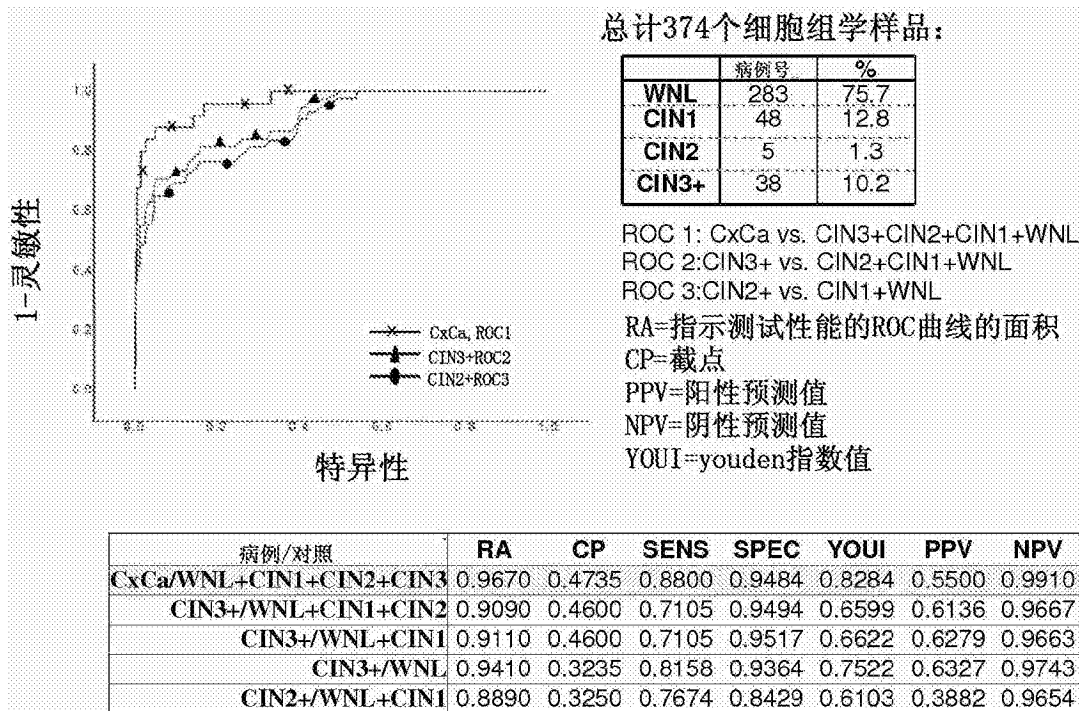 总计374个细胞组学样品：
病例号 %
WNL 283 75.7
CIN1 48 12.8
CIN2 5 1.3
CIN3+ 38 10.2
ROC 1: CxCa vs. CIN3+CIN2+CIN1+WNL
ROC 2:CIN3+ vs. CIN2+CIN1+WNL
ROC 3:CIN2+ vs. CIN1+WNL
RA=指示测试性能的ROC曲线的面积
CP=截点
PPV=阳性预测值
NPV=阴性预测值
YOUI=youden指数值
1-灵敏性
CxCa, ROC1
CIN3+ROC2
CIN2+ROC3
特异性
病例/对照 RA CP SENS SPEC YOUI PPV NPV
CxCa/WNL+CIN1+CIN2+CIN3 0.9670 0.4735 0.8800 0.9484 0.8284 0.5500 0.9910
CIN3+/WNL+CIN1+CIN2 0.9090 0.4600 0.7105 0.9494 0.6599 0.6136 0.9667
CIN3+/WNL+CIN1 0.9110 0.4600 0.7105 0.9517 0.6622 0.6279 0.9663
CIN3+/WNL 0.9410 0.3235 0.8158 0.9364 0.7522 0.6327 0.9743
CIN2+/WNL+CIN1 0.8890 0.3250 0.7674 0.8429 0.6103 0.3882 0.9654